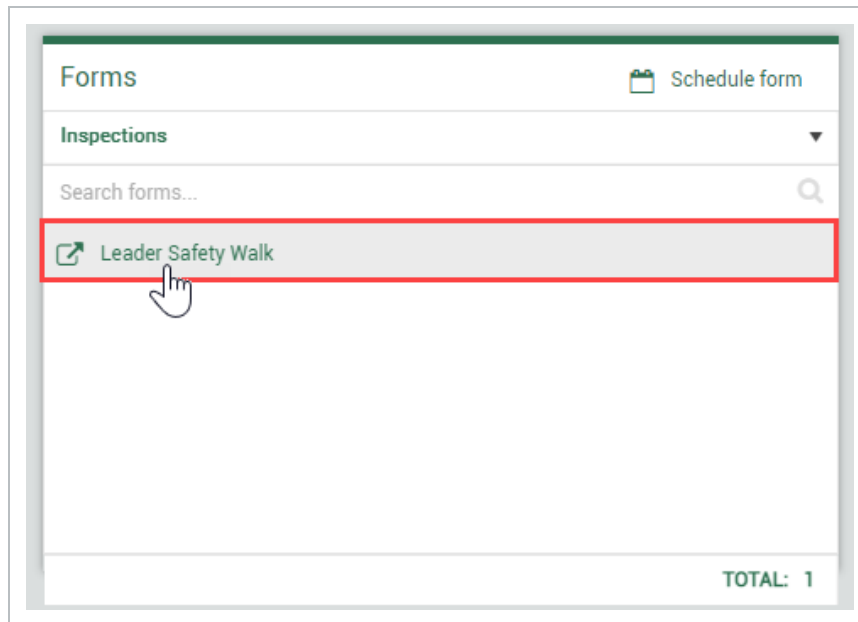 Forms
Schedule form
Inspections
Search forms...
Leader Safety Walk
TOTAL: 1